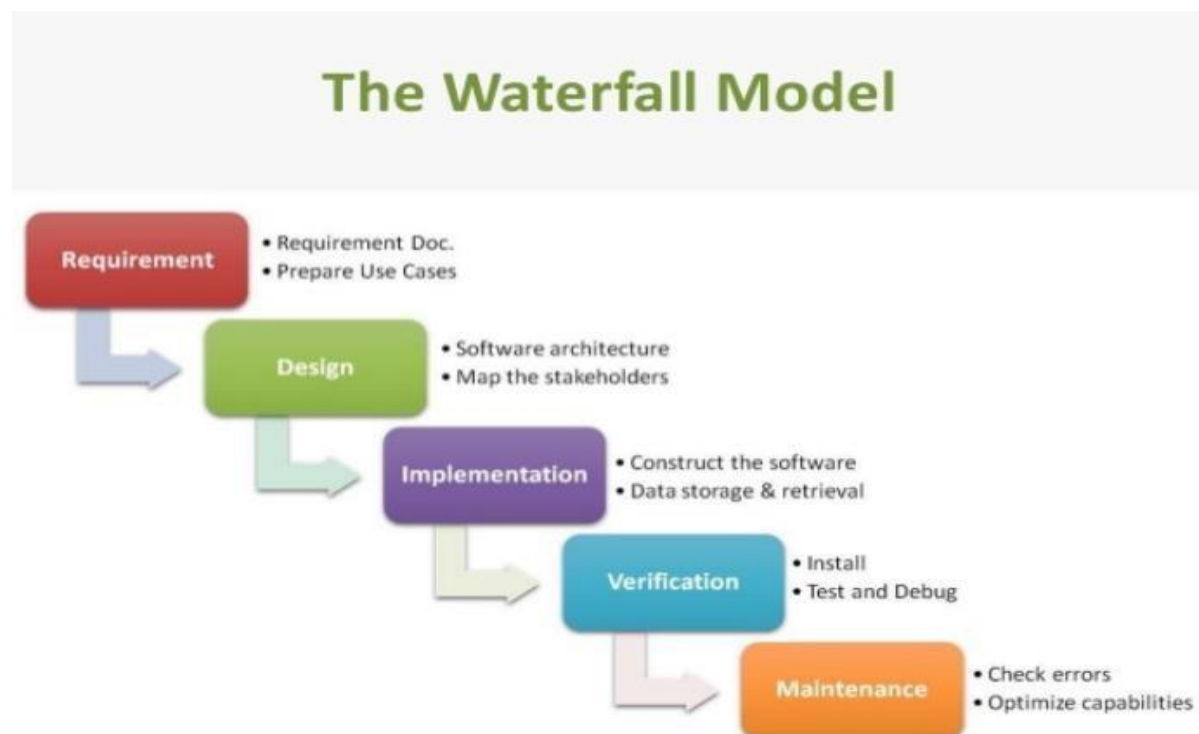 The Waterfall Model
Requirement
• Requirement Doc.
• Prepare Use Cases
Design
• Software architecture
• Map the stakeholders
Implementation
• Construct the software
• Data storage & retrieval
Verification
• Install
• Test and Debug
Maintenance
• Check errors
• Optimize capabilities